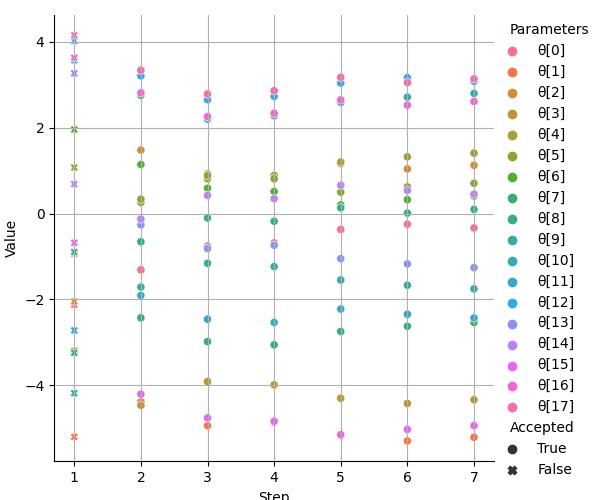 Parameters
θ[0]
θ[1]
θ[2]
θ[3]
θ[4]
θ[5]
θ[6]
θ[7]
θ[8]
θ[9]
θ[10]
θ[11]
θ[12]
θ[13]
θ[14]
θ[15]
θ[16]
θ[17]
Accepted
True
False
Value
4
2
0
−2
−4
1 2 3 4 5 6 7
Step